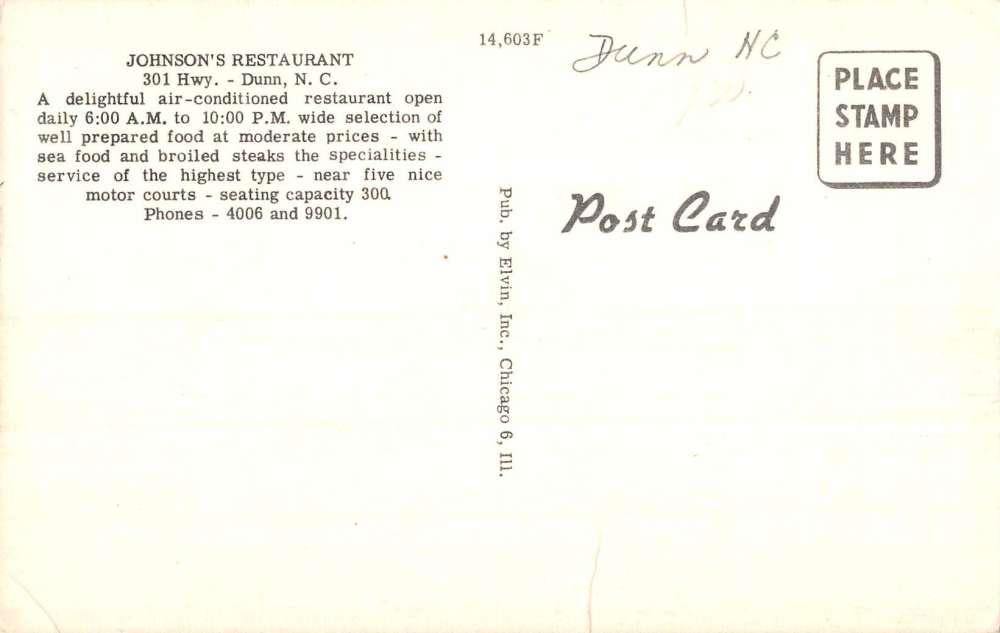 JOHNSON'S RESTAURANT
301 Hwy. - Dunn, N. C.
A delightful air-conditioned restaurant open
daily 6:00 A.M. to 10:00 P.M. wide selection of
well prepared food at moderate prices - with
sea food and broiled steaks the specialities -
service of the highest type - near five nice
motor courts - seating capacity 300.
Phones - 4006 and 9901.
14,603F
Pub. by Elvin, Inc., Chicago 6, Ill.
Dunn NC
PLACE
STAMP
HERE
Post Card